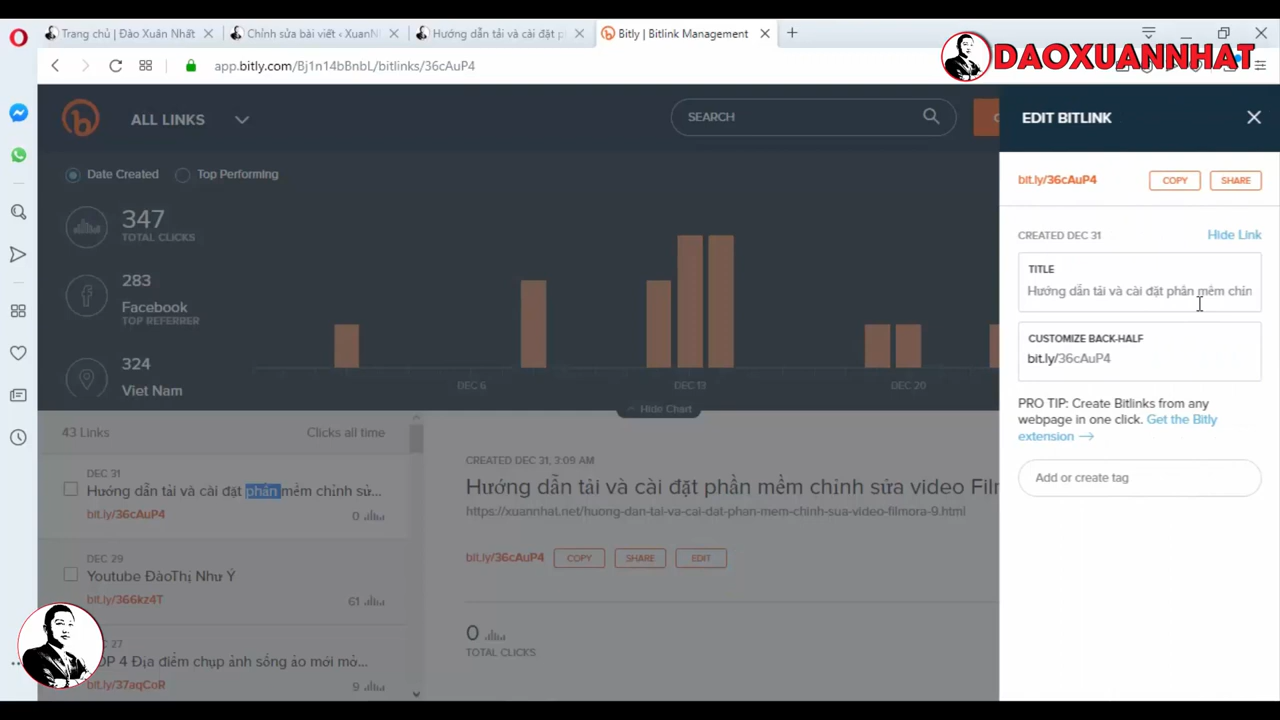 Trang chủ | Đào Xuân Nhất
Chỉnh sửa bài viết ‹ XuanN
Hướng dẫn tải và cài đặt p
Bitly | Bitlink Management
app.bitly.com/Bj1n14bBnbL/bitlinks/36cAuP4
DAOXUANNHAT
ALL LINKS
SEARCH
EDIT BITLINK
Date Created
Top Performing
347
TOTAL CLICKS
283
Facebook
TOP REFERRER
324
Viet Nam
DEC 6
DEC 13
DEC 20
Hide Chart
bit.ly/36cAuP4
COPY
SHARE
CREATED DEC 31
Hide Link
TITLE
Hướng dẫn tải và cài đặt phần mềm chỉn
CUSTOMIZE BACK-HALF
bit.ly/36cAuP4
PRO TIP: Create Bitlinks from any
webpage in one click. Get the Bitly
extension →
Add or create tag
43 Links
Clicks all time
DEC 31
Hướng dẫn tải và cài đặt phần mềm chỉnh sử...
bit.ly/36cAuP4
0
DEC 29
Youtube ĐàoThị Như Ý
bit.ly/366kz4T
61
27
OP 4 Địa điểm chụp ảnh sống ảo mới mở...
bit.ly/37aqCoR
9
CREATED DEC 31, 3:09 AM
Hướng dẫn tải và cài đặt phần mềm chỉnh sửa video Film
https://xuannhat.net/huong-dan-tai-va-cai-dat-phan-mem-chinh-sua-video-filmora-9.html
bit.ly/36cAuP4
COPY
SHARE
EDIT
0
TOTAL CLICKS